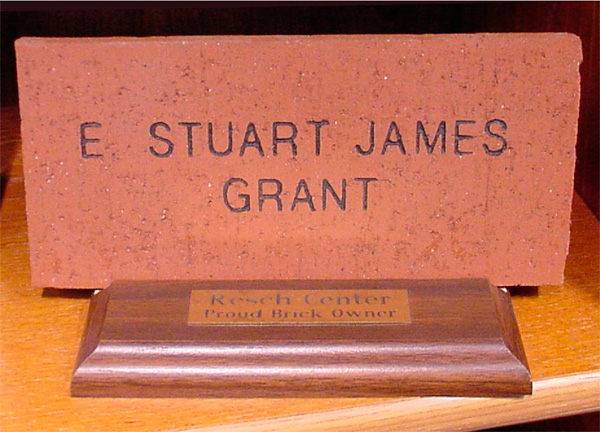 E STUART JAMES
GRANT
Resch Center
Proud Brick Owner